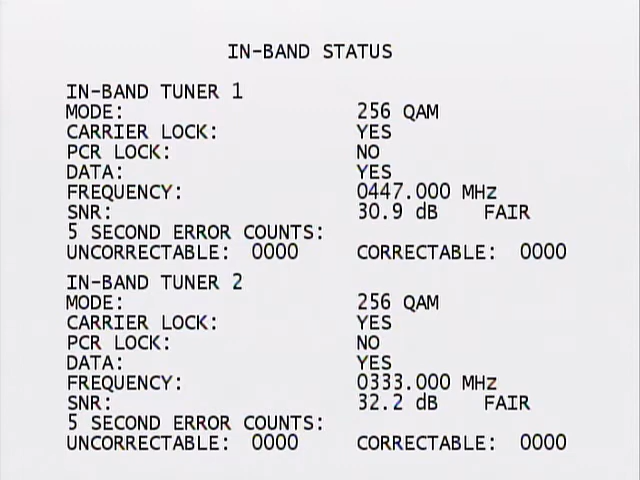 IN-BAND STATUS
IN-BAND TUNER 1
MODE: 256 QAM
CARRIER LOCK: YES
PCR LOCK: NO
DATA: YES
FREQUENCY: 0447.000 MHz
SNR: 30.9 dB FAIR
5 SECOND ERROR COUNTS:
UNCORRECTABLE: 0000 CORRECTABLE: 0000
IN-BAND TUNER 2
MODE: 256 QAM
CARRIER LOCK: YES
PCR LOCK: NO
DATA: YES
FREQUENCY: 0333.000 MHz
SNR: 32.2 dB FAIR
5 SECOND ERROR COUNTS:
UNCORRECTABLE: 0000 CORRECTABLE: 0000